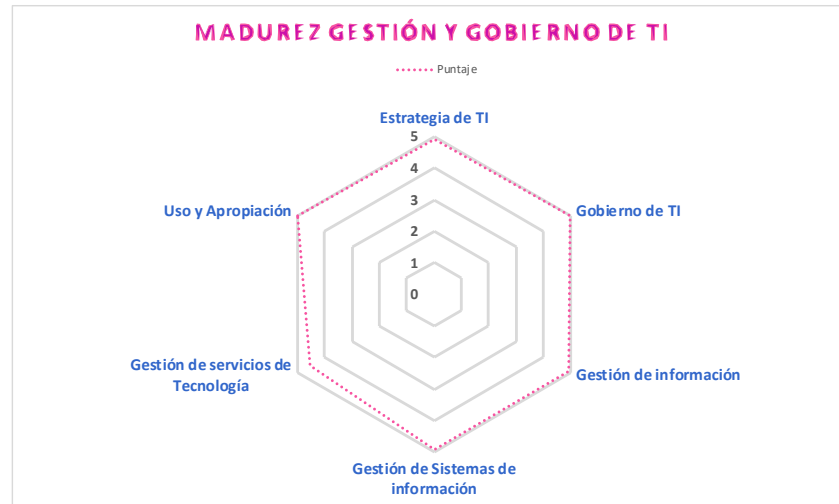 MADUREZ GESTIÓN Y GOBIERNO DE TI
Puntaje
Estrategia de TI
5
4
3
2
1
0
Gobierno de TI
Gestión de información
Gestión de Sistemas de
información
Gestión de servicios de
Tecnología
Uso y Apropiación